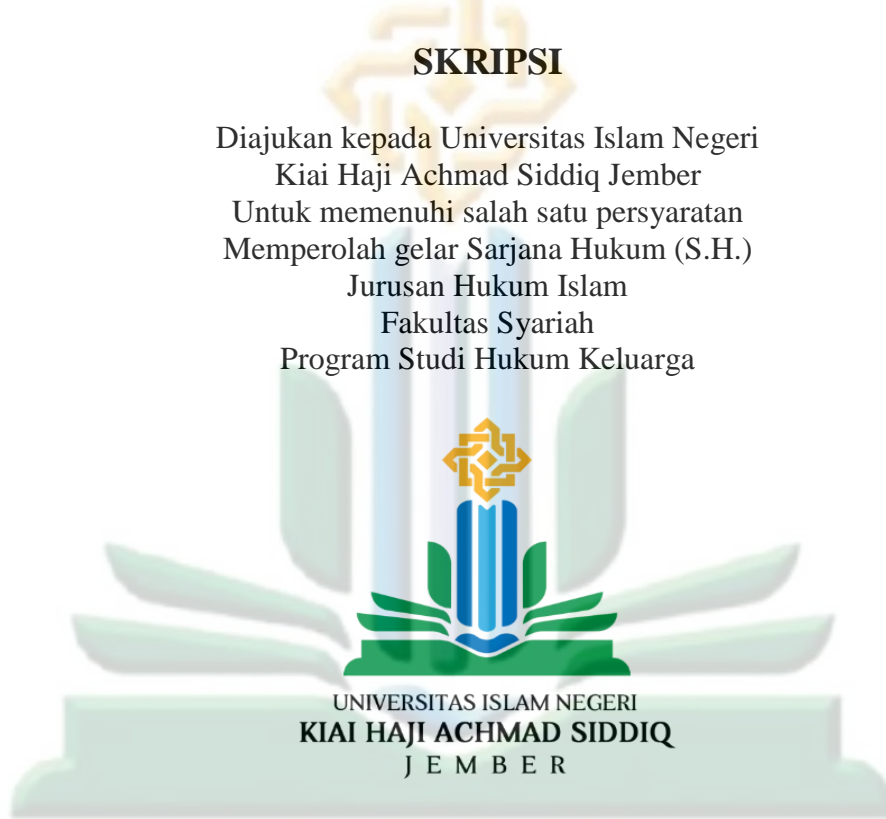 SKRIPSI
Diajukan kepada Universitas Islam Negeri
Kiai Haji Achmad Siddiq Jember
Untuk memenuhi salah satu persyaratan
Memperolah gelar Sarjana Hukum (S.H.)
Jurusan Hukum Islam
Fakultas Syariah
Program Studi Hukum Keluarga
UNIVERSITAS ISLAM NEGERI
KIAI HAJI ACHMAD SIDDIQ
JEMBER